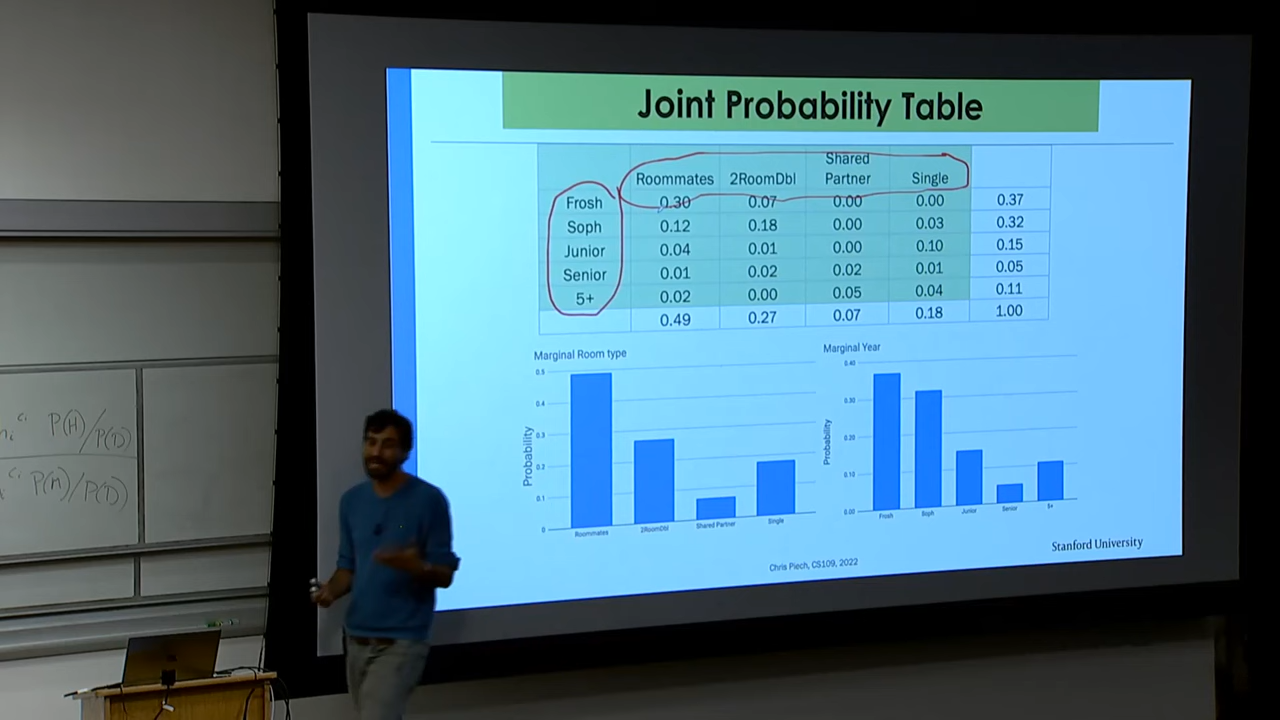 Joint Probability Table
Shared
Roommates 2RoomDbl Partner Single
Frosh 0.30 0.07 0.00 0.00 0.37
Soph 0.12 0.18 0.00 0.03 0.32
Junior 0.04 0.01 0.00 0.10 0.15
Senior 0.01 0.02 0.02 0.01 0.05
5+ 0.02 0.00 0.05 0.04 0.11
0.49 0.27 0.07 0.18 1.00
Marginal Room type
Probability
0.5
0.4
0.3
0.2
0.1
0
Roommates 2RoomDbl Shared Partner Single
Marginal Year
Probability
0.40
0.30
0.20
0.10
0.00
Frosh Soph Junior Senior 5+
Stanford University
Chris Piech, CS109, 2022
P(H)/P(D)
P(M)/P(D)